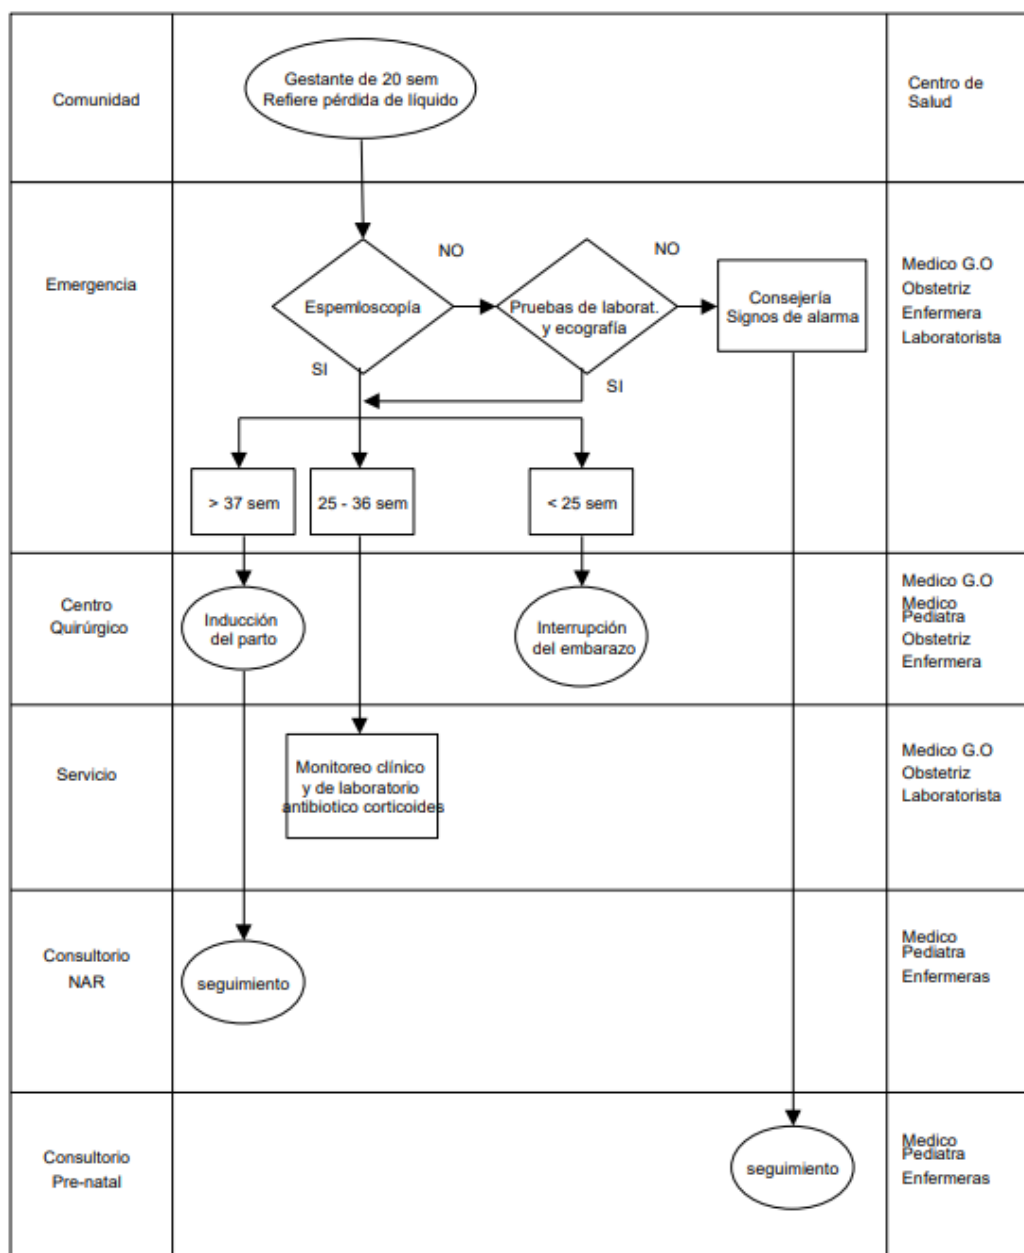 Comunidad
Gestante de 20 sem
Refiere pérdida de líquido
Centro de
Salud
Emergencia
NO
NO
Espemloscopía
Pruebas de laborat.
y ecografía
Consejería
Signos de alarma
SI
SI
Medico G.O
Obstetriz
Enfermera
Laboratorista
> 37 sem
25 - 36 sem
< 25 sem
Centro
Quirúrgico
Inducción
del parto
Interrupción
del embarazo
Medico G.O
Medico
Pediatra
Obstetriz
Enfermera
Servicio
Monitoreo clínico
y de laboratorio
antibiotico corticoides
Medico G.O
Obstetriz
Laboratorista
Consultorio
NAR
seguimiento
Medico
Pediatra
Enfermeras
Consultorio
Pre-natal
seguimiento
Medico
Pediatra
Enfermeras